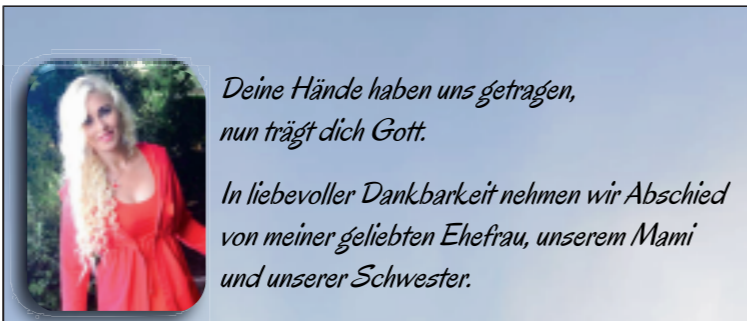 Deine Hände haben uns getragen,
nun trägt dich Gott.
In liebevoller Dankbarkeit nehmen wir Abschied
von meiner geliebten Ehefrau, unserem Mami
und unserer Schwester.